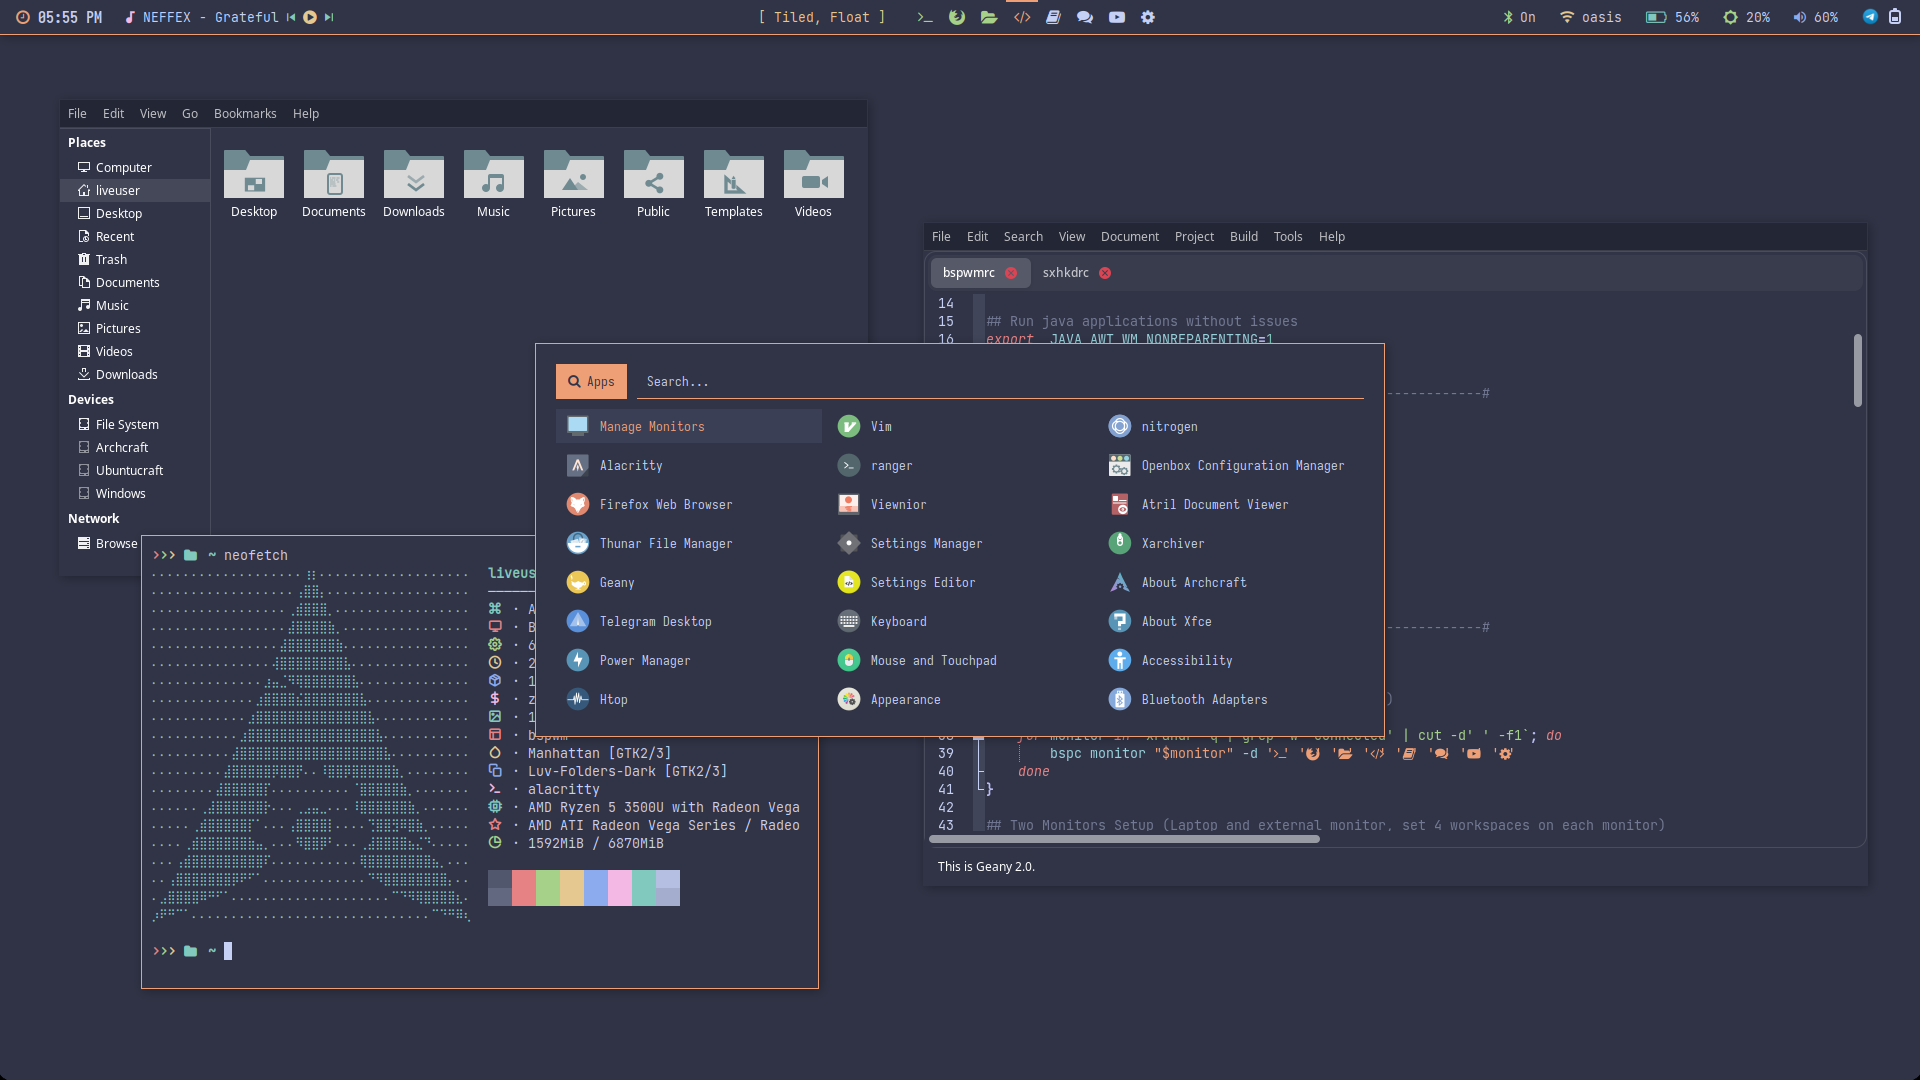 05:55 PM NEFFEX - Grateful [ Tiled, Float ] On oasis 56% 20% 60%
File Edit View Go Bookmarks Help
Places
Computer
liveuser
Desktop
Recent
Trash
Documents
Music
Pictures
Videos
Downloads
Devices
File System
Archcraft
Ubuntucraft
Windows
Network
Browse
Desktop Documents Downloads Music Pictures Public Templates Videos
File Edit Search View Document Project Build Tools Help
bspwmrc sxhkdrc
14
15 ## Run java applications without issues
16 export _JAVA_AWT_WM_NONREPARENTING=1
-------------#
-------------#
)
Apps Search...
Manage Monitors
Alacritty
Firefox Web Browser
Thunar File Manager
Geany
Telegram Desktop
Power Manager
Htop
Vim
ranger
Viewnior
Settings Manager
Settings Editor
Keyboard
Mouse and Touchpad
Appearance
nitrogen
Openbox Configuration Manager
Atril Document Viewer
Xarchiver
About Archcraft
About Xfce
Accessibility
Bluetooth Adapters
38 for monitor in `xrandr -q | grep -w 'connected' | cut -d' ' -f1`; do
39 bspc monitor "$monitor" -d '' '' '' '' '' '' '' ''
40 done
41 }
42
43 ## Two Monitors Setup (Laptop and external monitor, set 4 workspaces on each monitor)
This is Geany 2.0.
>>> ~ neofetch
liveus
· A
· B
· 6
· 2
· 1
· z
· 1
· bspwm
· Manhattan [GTK2/3]
· Luv-Folders-Dark [GTK2/3]
· alacritty
· AMD Ryzen 5 3500U with Radeon Vega
· AMD ATI Radeon Vega Series / Radeo
· 1592MiB / 6870MiB
>>> ~